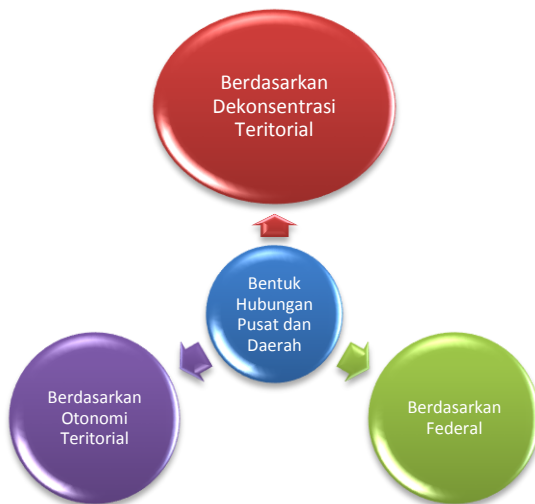 Berdasarkan
Dekonsentrasi
Teritorial
Bentuk
Hubungan
Pusat dan
Daerah
Berdasarkan
Otonomi
Teritorial
Berdasarkan
Federal